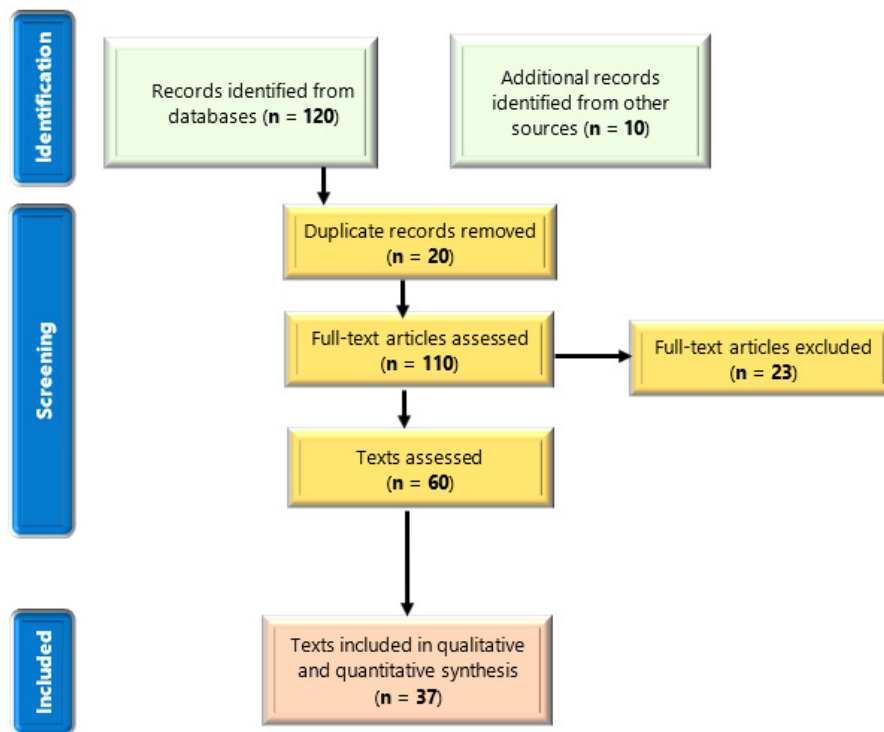 Identification
Records identified from
databases (n = 120)
Additional records
identified from other
sources (n = 10)
Screening
Duplicate records removed
(n = 20)
Full-text articles assessed
(n = 110)
Full-text articles excluded
(n = 23)
Texts assessed
(n = 60)
Included
Texts included in qualitative
and quantitative synthesis
(n = 37)